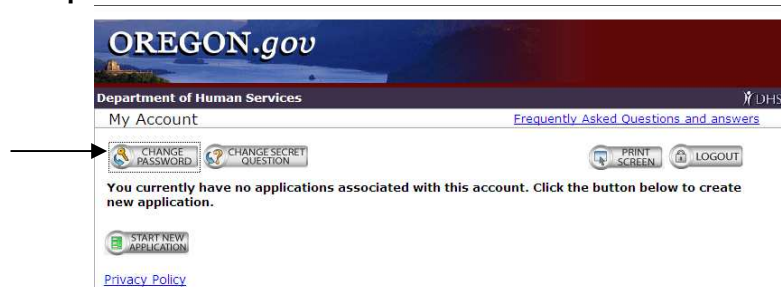 OREGON.gov
Department of Human Services DHS
My Account Frequently Asked Questions and answers
CHANGE PASSWORD CHANGE SECRET QUESTION PRINT SCREEN LOGOUT
You currently have no applications associated with this account. Click the button below to create
new application.
START NEW APPLICATION
Privacy Policy